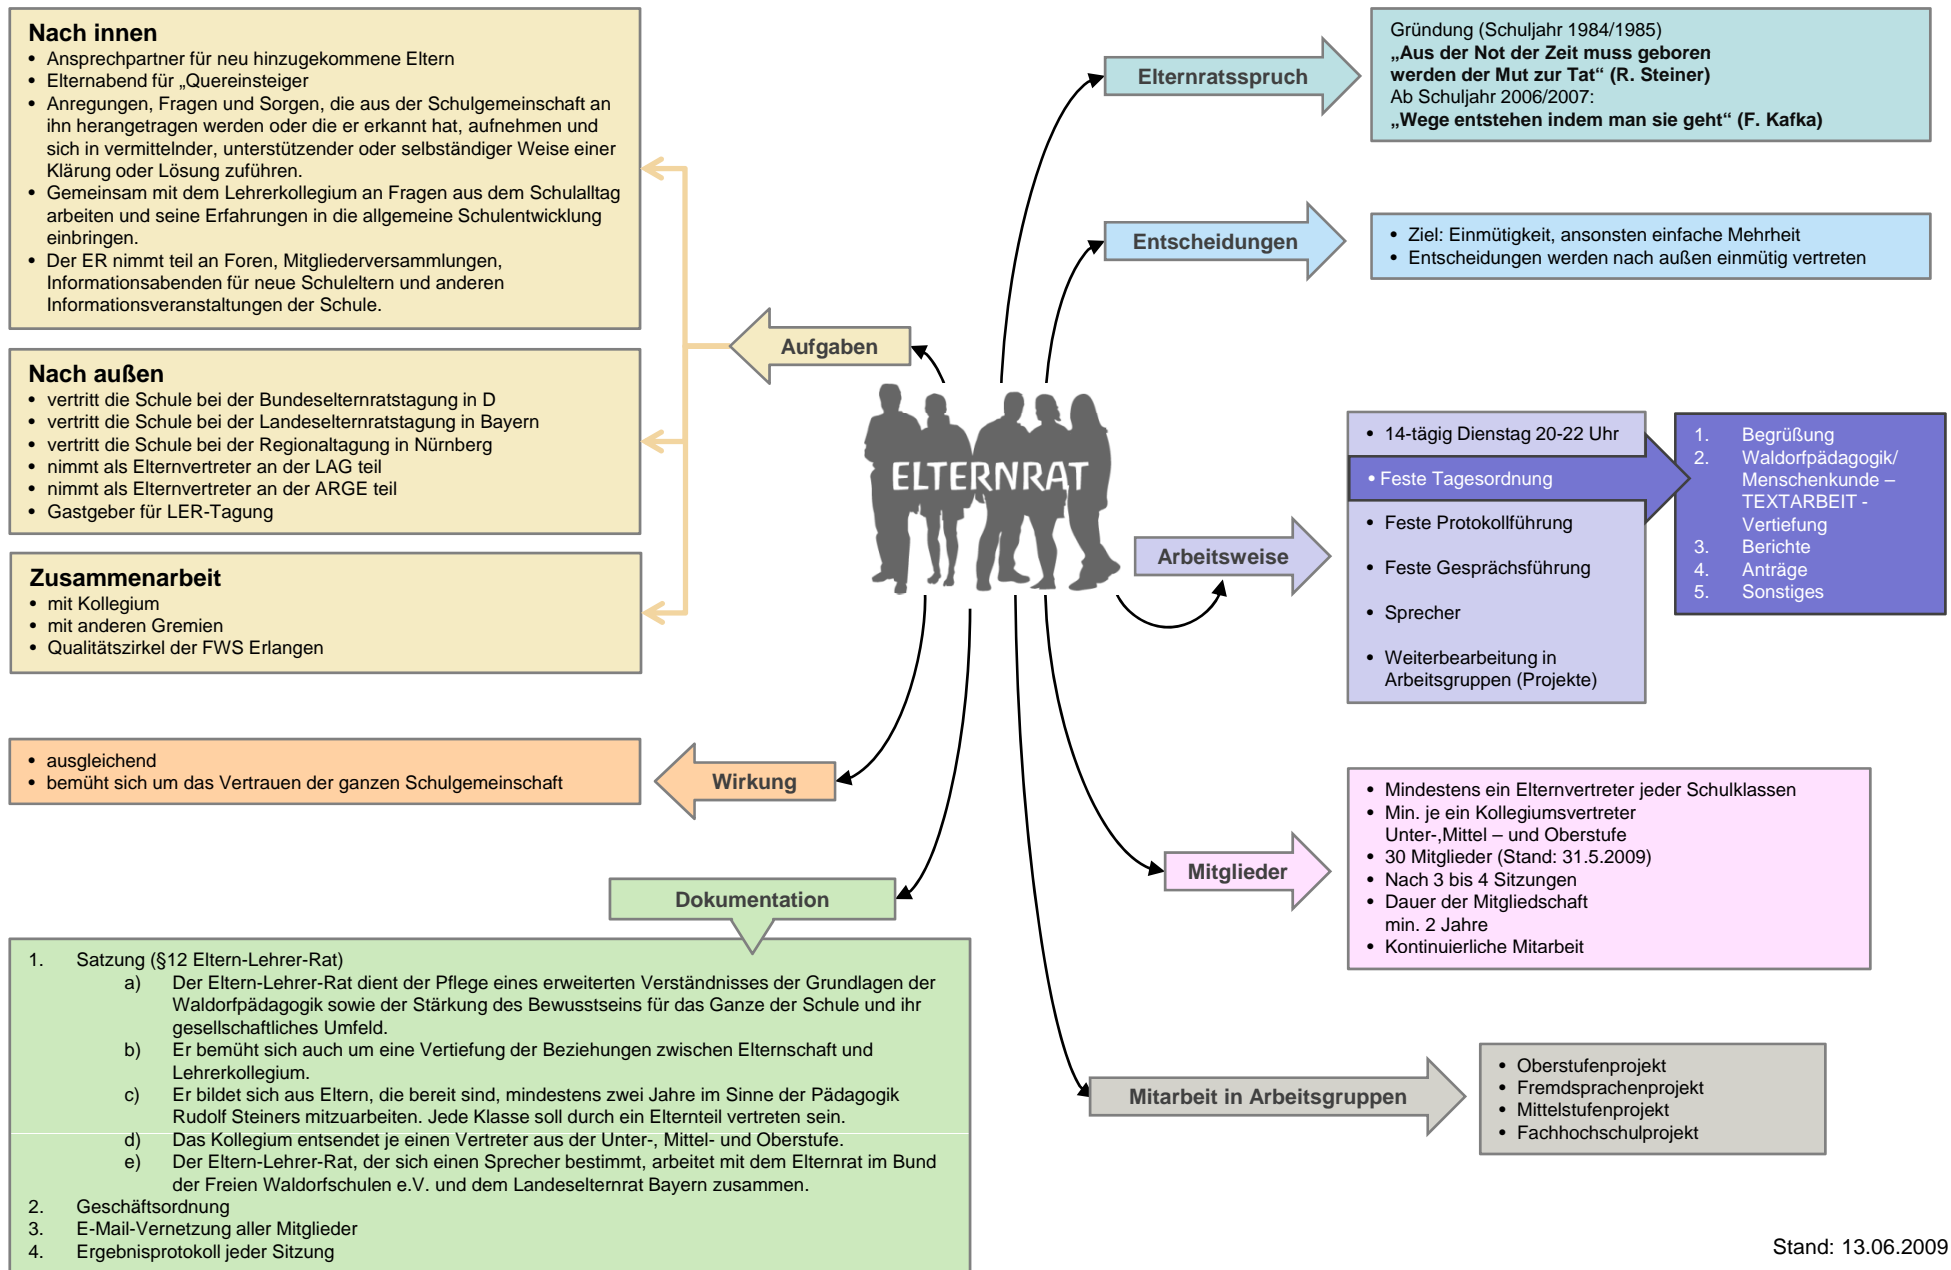 Nach innen
• Ansprechpartner für neu hinzugekommene Eltern
• Elternabend für „Quereinsteiger
• Anregungen, Fragen und Sorgen, die aus der Schulgemeinschaft an
ihn herangetragen werden oder die er erkannt hat, aufnehmen und
sich in vermittelnder, unterstützender oder selbständiger Weise einer
Klärung oder Lösung zuführen.
• Gemeinsam mit dem Lehrerkollegium an Fragen aus dem Schulalltag
arbeiten und seine Erfahrungen in die allgemeine Schulentwicklung
einbringen.
• Der ER nimmt teil an Foren, Mitgliederversammlungen,
Informationsabenden für neue Schuleltern und anderen
Informationsveranstaltungen der Schule.
Nach außen
• vertritt die Schule bei der Bundeselternratstagung in D
• vertritt die Schule bei der Landeselternratstagung in Bayern
• vertritt die Schule bei der Regionaltagung in Nürnberg
• nimmt als Elternvertreter an der LAG teil
• nimmt als Elternvertreter an der ARGE teil
• Gastgeber für LER-Tagung
Zusammenarbeit
• mit Kollegium
• mit anderen Gremien
• Qualitätszirkel der FWS Erlangen
Aufgaben
ELTERNRAT
Elternratsspruch
Gründung (Schuljahr 1984/1985)
„Aus der Not der Zeit muss geboren
werden der Mut zur Tat“ (R. Steiner)
Ab Schuljahr 2006/2007:
„Wege entstehen indem man sie geht“ (F. Kafka)
Entscheidungen
• Ziel: Einmütigkeit, ansonsten einfache Mehrheit
• Entscheidungen werden nach außen einmütig vertreten
Arbeitsweise
• 14-tägig Dienstag 20-22 Uhr
• Feste Tagesordnung
• Feste Protokollführung
• Feste Gesprächsführung
• Sprecher
• Weiterbearbeitung in
Arbeitsgruppen (Projekte)
1. Begrüßung
2. Waldorfpädagogik/
Menschenkunde –
TEXTARBEIT -
Vertiefung
3. Berichte
4. Anträge
5. Sonstiges
Wirkung
• ausgleichend
• bemüht sich um das Vertrauen der ganzen Schulgemeinschaft
Mitglieder
• Mindestens ein Elternvertreter jeder Schulklassen
• Min. je ein Kollegiumsvertreter
Unter-,Mittel – und Oberstufe
• 30 Mitglieder (Stand: 31.5.2009)
• Nach 3 bis 4 Sitzungen
• Dauer der Mitgliedschaft
min. 2 Jahre
• Kontinuierliche Mitarbeit
Dokumentation
1. Satzung (§12 Eltern-Lehrer-Rat)
a) Der Eltern-Lehrer-Rat dient der Pflege eines erweiterten Verständnisses der Grundlagen der
Waldorfpädagogik sowie der Stärkung des Bewusstseins für das Ganze der Schule und ihr
gesellschaftliches Umfeld.
b) Er bemüht sich auch um eine Vertiefung der Beziehungen zwischen Elternschaft und
Lehrerkollegium.
c) Er bildet sich aus Eltern, die bereit sind, mindestens zwei Jahre im Sinne der Pädagogik
Rudolf Steiners mitzuarbeiten. Jede Klasse soll durch ein Elternteil vertreten sein.
d) Das Kollegium entsendet je einen Vertreter aus der Unter-, Mittel- und Oberstufe.
e) Der Eltern-Lehrer-Rat, der sich einen Sprecher bestimmt, arbeitet mit dem Elternrat im Bund
der Freien Waldorfschulen e.V. und dem Landeselternrat Bayern zusammen.
2. Geschäftsordnung
3. E-Mail-Vernetzung aller Mitglieder
4. Ergebnisprotokoll jeder Sitzung
Mitarbeit in Arbeitsgruppen
• Oberstufenprojekt
• Fremdsprachenprojekt
• Mittelstufenprojekt
• Fachhochschulprojekt
Stand: 13.06.2009